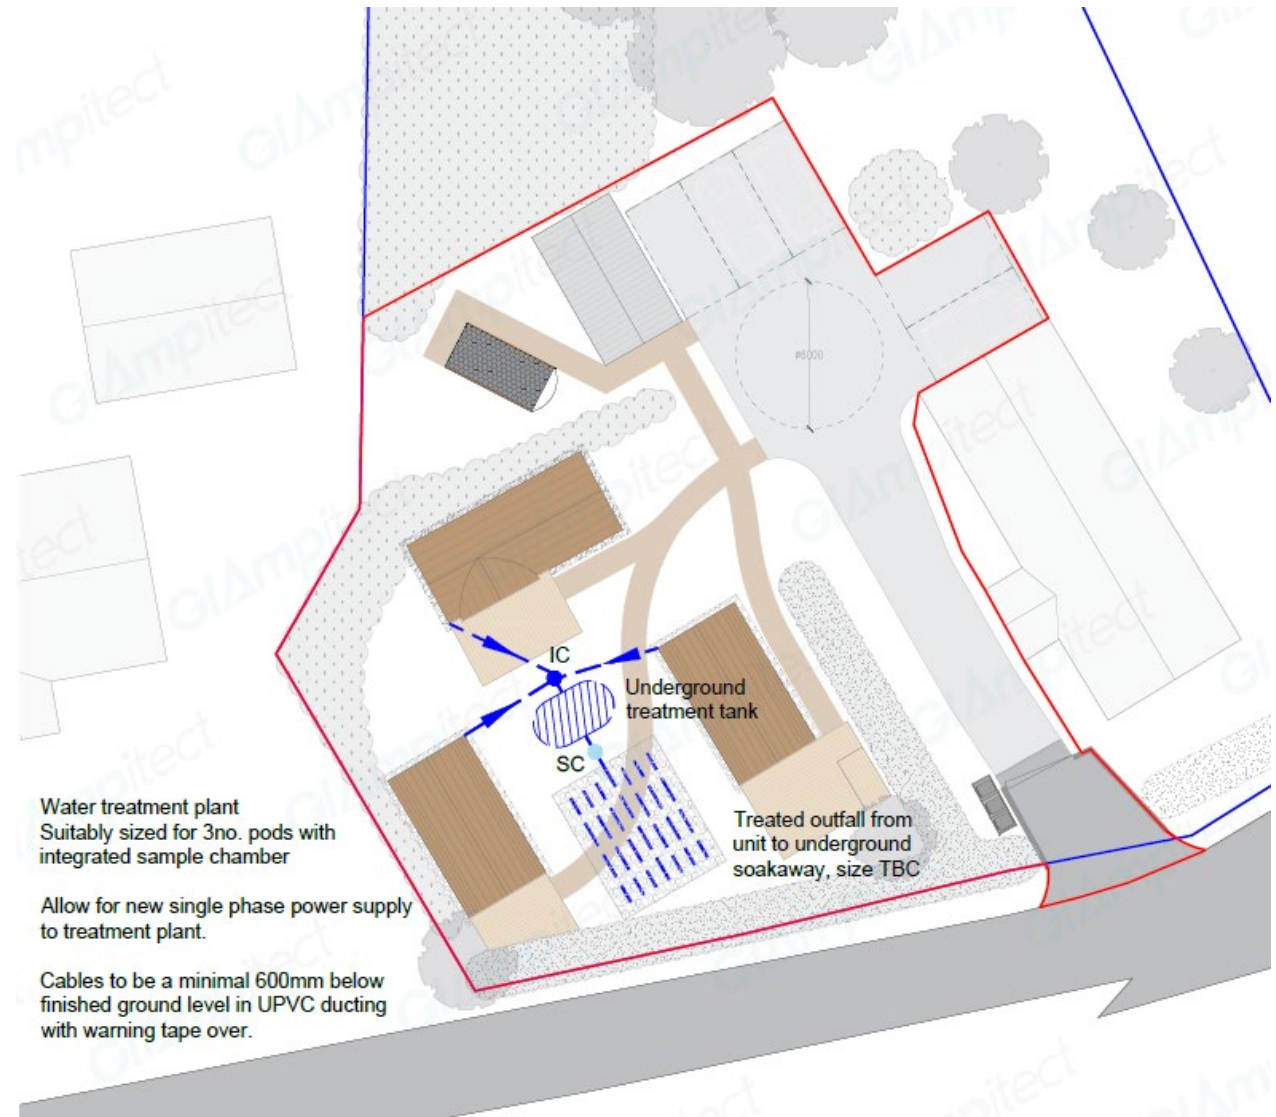 GlAmpitect
#6000
IC
Underground
treatment tank
SC
Treated outfall from
unit to underground
soakaway, size TBC
Water treatment plant
Suitably sized for 3no. pods with
integrated sample chamber
Allow for new single phase power supply
to treatment plant.
Cables to be a minimal 600mm below
finished ground level in UPVC ducting
with warning tape over.